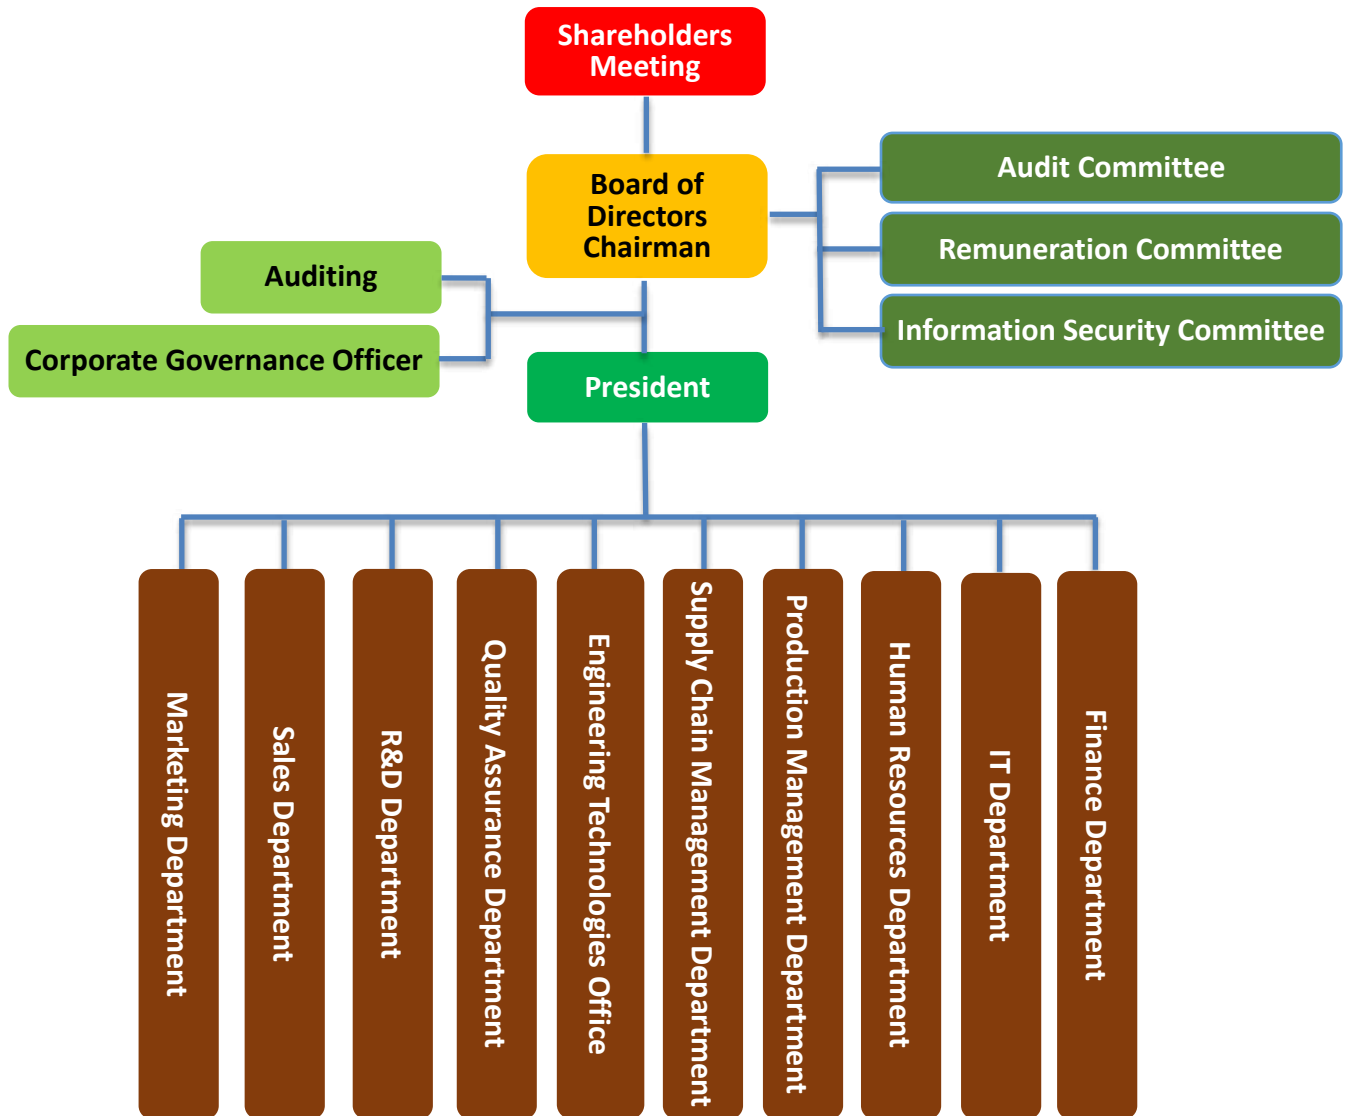 Shareholders
Meeting
Board of
Directors
Chairman
Audit Committee
Remuneration Committee
Information Security Committee
Auditing
Corporate Governance Officer
President
Marketing Department
Sales Department
R&D Department
Quality Assurance Department
Engineering Technologies Office
Supply Chain Management Department
Production Management Department
Human Resources Department
IT Department
Finance Department